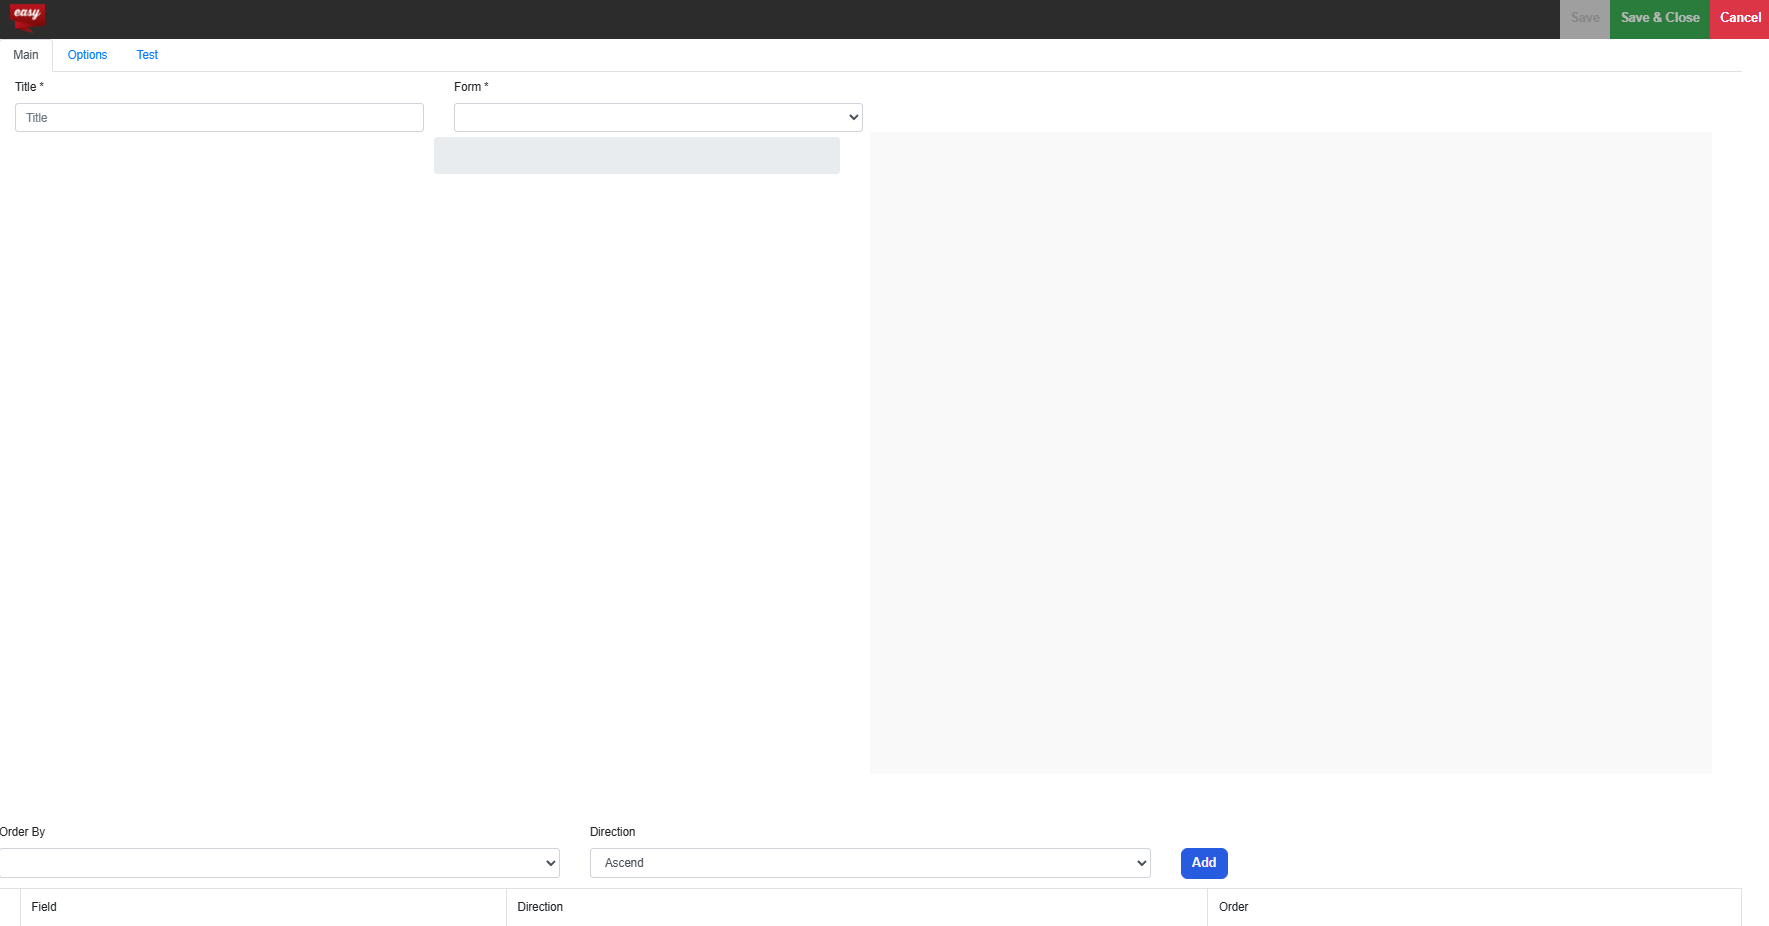 easy
Save
Save & Close
Cancel
Main
Options
Test
Title *
Form *
Title
Order By
Direction
Ascend
Add
Field
Direction
Order